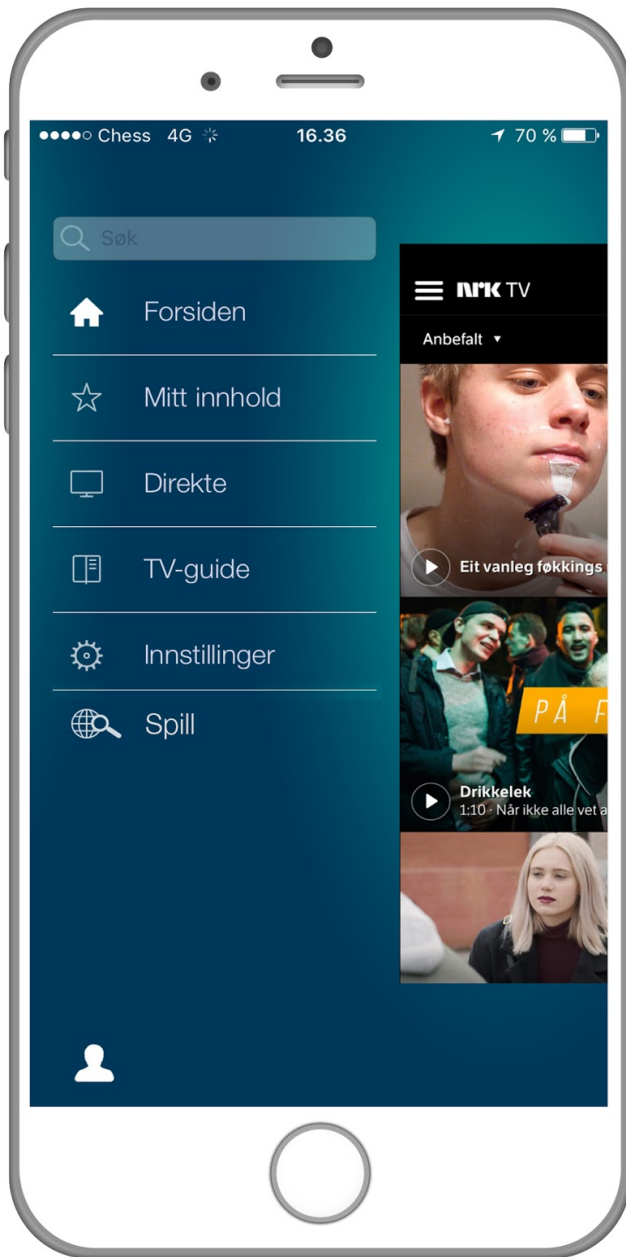 Chess 4G 16.36 70 %
Søk
Forsiden
Mitt innhold
Direkte
TV-guide
Innstillinger
Spill
nrk TV
Anbefalt
Eit vanleg føkkings
PÅ F
Drikkelek
1:10 - Når ikke alle vet a